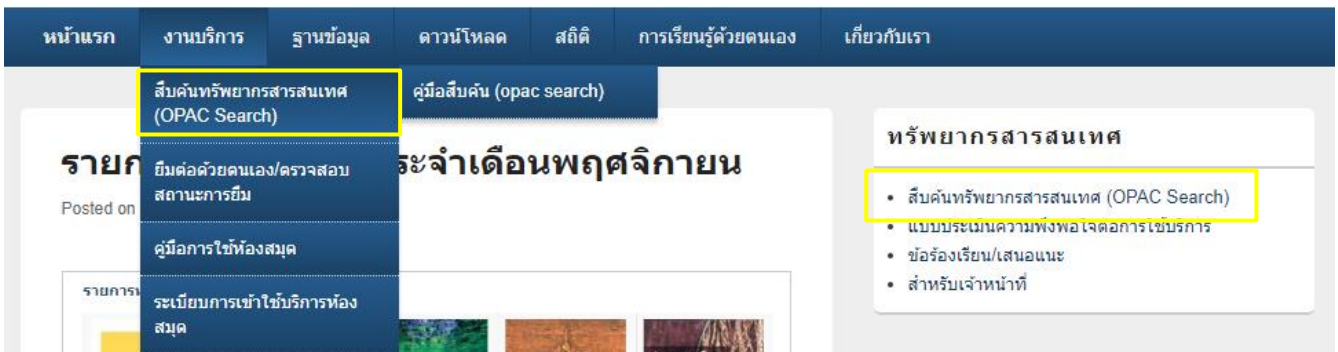 หน้าแรก งานบริการ ฐานข้อมูล ดาวน์โหลด สถิติ การเรียนรู้ด้วยตนเอง เกี่ยวกับเรา
สืบค้นทรัพยากรสารสนเทศ
(OPAC Search)
คู่มือสืบค้น (opac search)
ยืมต่อด้วยตนเอง/ตรวจสอบ
สถานะการยืม
คู่มือการใช้ห้องสมุด
ระเบียบการเข้าใช้บริการห้อง
สมุด
ระจำเดือนพฤศจิกายน
Posted on
ทรัพยากรสารสนเทศ
• สืบค้นทรัพยากรสารสนเทศ (OPAC Search)
• แบบประเมินความพึงพอใจต่อการใช้บริการ
• ข้อร้องเรียน/เสนอแนะ
• สำหรับเจ้าหน้าที่